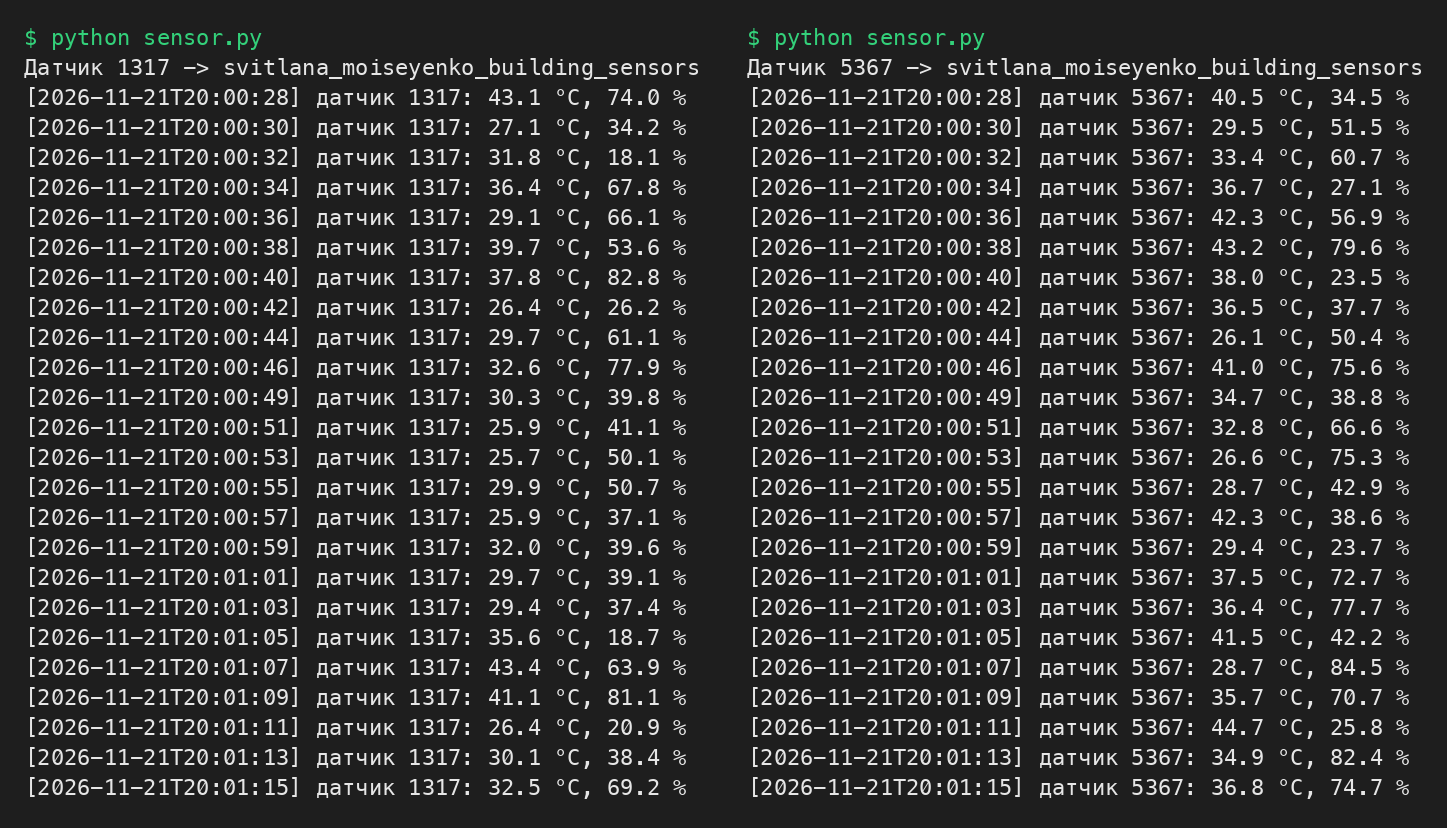 $ python sensor.py
Датчик 1317 –> svitlana_moiseyenko_building_sensors
[2026–11–21T20:00:28] датчик 1317: 43.1 °C, 74.0 %
[2026–11–21T20:00:30] датчик 1317: 27.1 °C, 34.2 %
[2026–11–21T20:00:32] датчик 1317: 31.8 °C, 18.1 %
[2026–11–21T20:00:34] датчик 1317: 36.4 °C, 67.8 %
[2026–11–21T20:00:36] датчик 1317: 29.1 °C, 66.1 %
[2026–11–21T20:00:38] датчик 1317: 39.7 °C, 53.6 %
[2026–11–21T20:00:40] датчик 1317: 37.8 °C, 82.8 %
[2026–11–21T20:00:42] датчик 1317: 26.4 °C, 26.2 %
[2026–11–21T20:00:44] датчик 1317: 29.7 °C, 61.1 %
[2026–11–21T20:00:46] датчик 1317: 32.6 °C, 77.9 %
[2026–11–21T20:00:49] датчик 1317: 30.3 °C, 39.8 %
[2026–11–21T20:00:51] датчик 1317: 25.9 °C, 41.1 %
[2026–11–21T20:00:53] датчик 1317: 25.7 °C, 50.1 %
[2026–11–21T20:00:55] датчик 1317: 29.9 °C, 50.7 %
[2026–11–21T20:00:57] датчик 1317: 25.9 °C, 37.1 %
[2026–11–21T20:00:59] датчик 1317: 32.0 °C, 39.6 %
[2026–11–21T20:01:01] датчик 1317: 29.7 °C, 39.1 %
[2026–11–21T20:01:03] датчик 1317: 29.4 °C, 37.4 %
[2026–11–21T20:01:05] датчик 1317: 35.6 °C, 18.7 %
[2026–11–21T20:01:07] датчик 1317: 43.4 °C, 63.9 %
[2026–11–21T20:01:09] датчик 1317: 41.1 °C, 81.1 %
[2026–11–21T20:01:11] датчик 1317: 26.4 °C, 20.9 %
[2026–11–21T20:01:13] датчик 1317: 30.1 °C, 38.4 %
[2026–11–21T20:01:15] датчик 1317: 32.5 °C, 69.2 %
$ python sensor.py
Датчик 5367 –> svitlana_moiseyenko_building_sensors
[2026–11–21T20:00:28] датчик 5367: 40.5 °C, 34.5 %
[2026–11–21T20:00:30] датчик 5367: 29.5 °C, 51.5 %
[2026–11–21T20:00:32] датчик 5367: 33.4 °C, 60.7 %
[2026–11–21T20:00:34] датчик 5367: 36.7 °C, 27.1 %
[2026–11–21T20:00:36] датчик 5367: 42.3 °C, 56.9 %
[2026–11–21T20:00:38] датчик 5367: 43.2 °C, 79.6 %
[2026–11–21T20:00:40] датчик 5367: 38.0 °C, 23.5 %
[2026–11–21T20:00:42] датчик 5367: 36.5 °C, 37.7 %
[2026–11–21T20:00:44] датчик 5367: 26.1 °C, 50.4 %
[2026–11–21T20:00:46] датчик 5367: 41.0 °C, 75.6 %
[2026–11–21T20:00:49] датчик 5367: 34.7 °C, 38.8 %
[2026–11–21T20:00:51] датчик 5367: 32.8 °C, 66.6 %
[2026–11–21T20:00:53] датчик 5367: 26.6 °C, 75.3 %
[2026–11–21T20:00:55] датчик 5367: 28.7 °C, 42.9 %
[2026–11–21T20:00:57] датчик 5367: 42.3 °C, 38.6 %
[2026–11–21T20:00:59] датчик 5367: 29.4 °C, 23.7 %
[2026–11–21T20:01:01] датчик 5367: 37.5 °C, 72.7 %
[2026–11–21T20:01:03] датчик 5367: 36.4 °C, 77.7 %
[2026–11–21T20:01:05] датчик 5367: 41.5 °C, 42.2 %
[2026–11–21T20:01:07] датчик 5367: 28.7 °C, 84.5 %
[2026–11–21T20:01:09] датчик 5367: 35.7 °C, 70.7 %
[2026–11–21T20:01:11] датчик 5367: 44.7 °C, 25.8 %
[2026–11–21T20:01:13] датчик 5367: 34.9 °C, 82.4 %
[2026–11–21T20:01:15] датчик 5367: 36.8 °C, 74.7 %